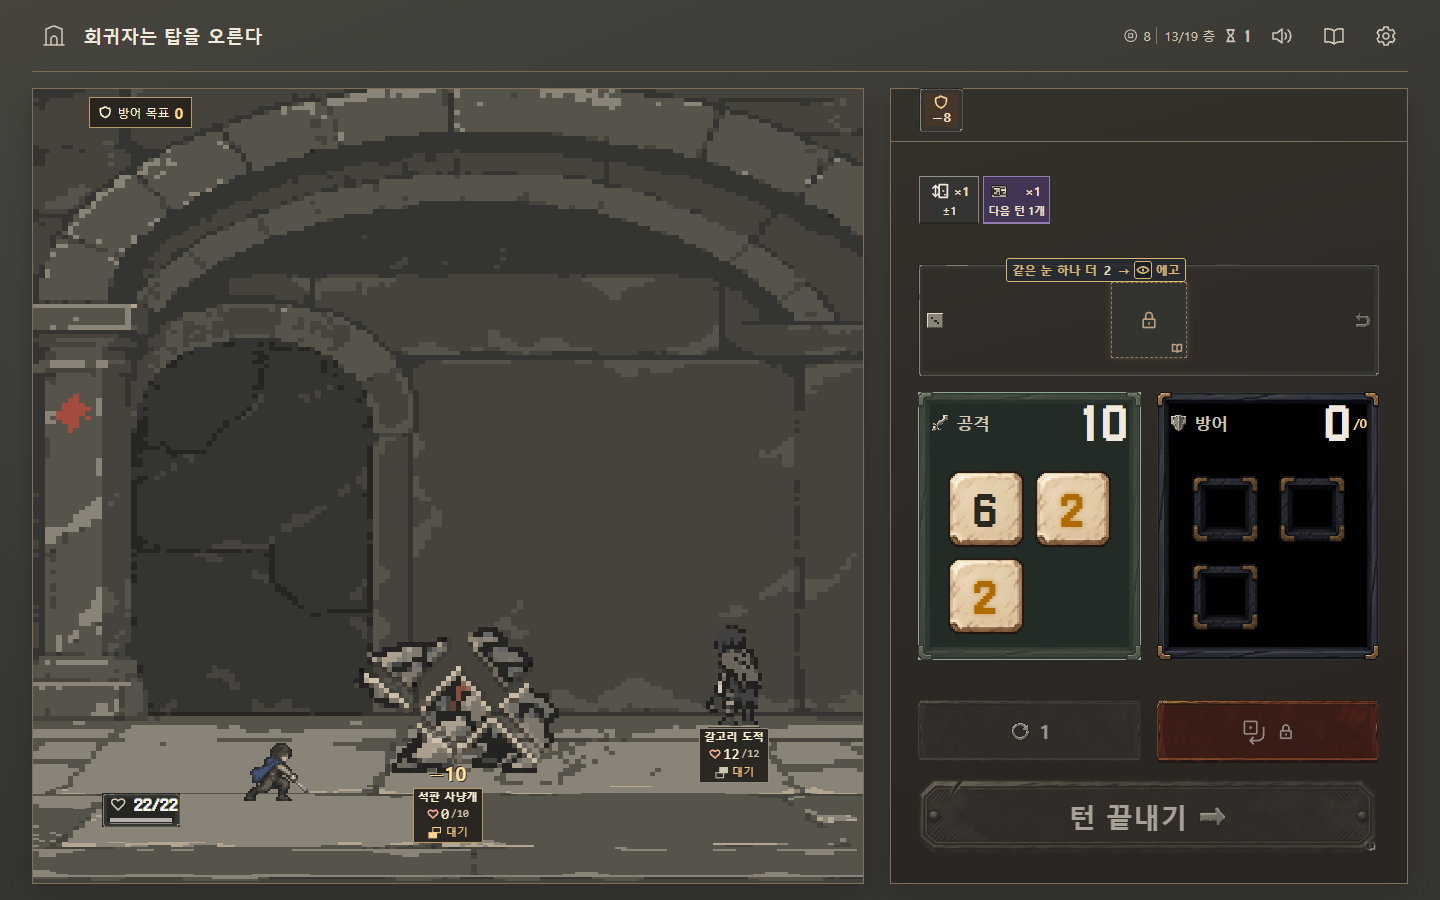 회귀자는 탑을 오른다
8
13/19 층
1
방어 목표 0
−8
×1
±1
×1
다음 턴 1개
같은 눈 하나 더 2 → 예고
공격
10
방어
0/0
6
2
2
갈고리 도적
12/12
대기
−10
석판 사냥개
0/10
대기
22/22
1
턴 끝내기 →